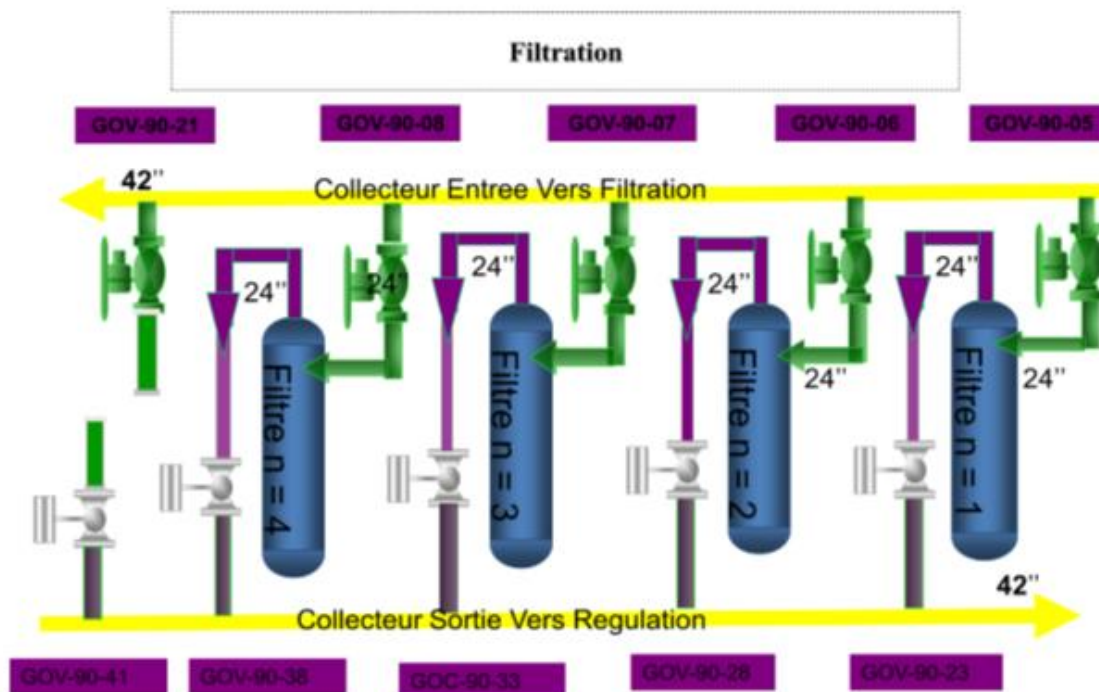 Filtration
GOV-90-21 GOV-90-08 GOV-90-07 GOV-90-06 GOV-90-05
42’’ Collecteur Entree Vers Filtration
24’’ 24’’ 24’’ 24’’ 24’’
24’’ 24’’
Filtre n = 4 Filtre n = 3 Filtre n = 2 Filtre n = 1
42’’
Collecteur Sortie Vers Regulation
GOV-90-41 GOV-90-38 GOC-90-33 GOV-90-28 GOV-90-23